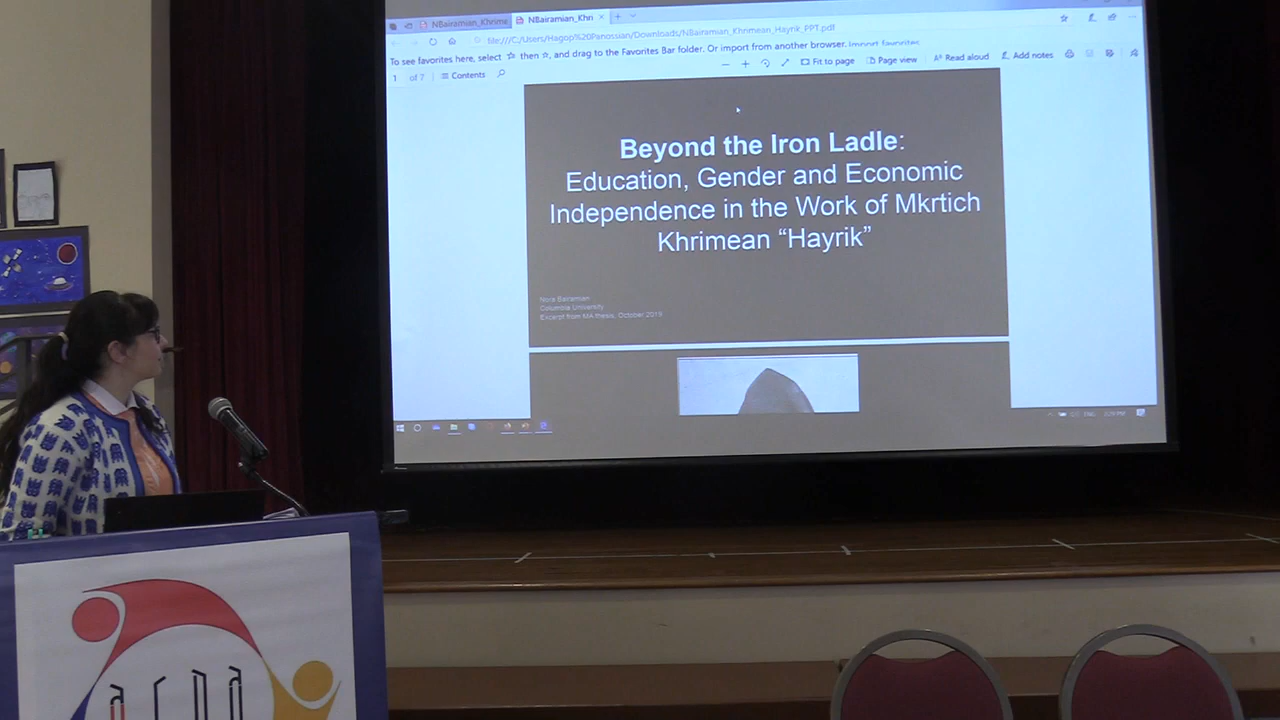 NBairamian_Khrime
NBairamian_Khri
file:///C:/Users/Hagop%20Panossian/Downloads/NBairamian_Khrimean_Hayrik_PPT.pdf
To see favorites here, select ☆ then ☆, and drag to the Favorites Bar folder. Or import from another browser. Import favorites
1 of 7
Contents
Fit to page
Page view
Read aloud
Add notes
Beyond the Iron Ladle:
Education, Gender and Economic
Independence in the Work of Mkrtich
Khrimean “Hayrik”
Nora Bairamian
Columbia University
Excerpt from MA thesis, October 2019